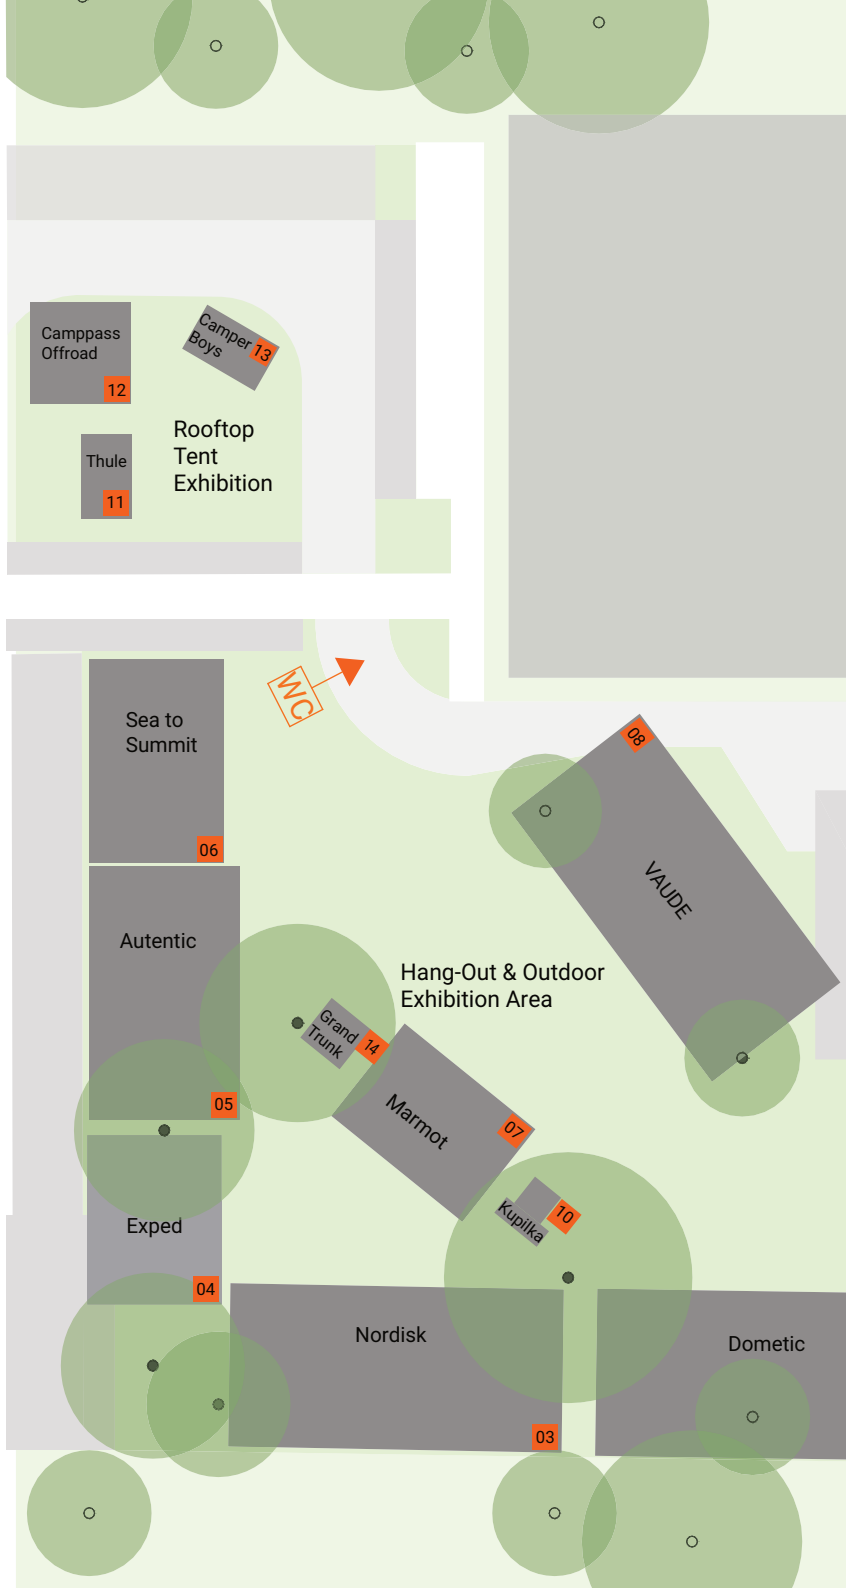 Camppass
Offroad
12
Camper
Boys
13
Thule
11
Rooftop
Tent
Exhibition
WC
Sea to
Summit
06
08
VAUDE
Autentic
05
Hang-Out & Outdoor
Exhibition Area
Grand
Trunk
14
Marmot
07
Kupilka
10
Exped
04
Nordisk
03
Dometic